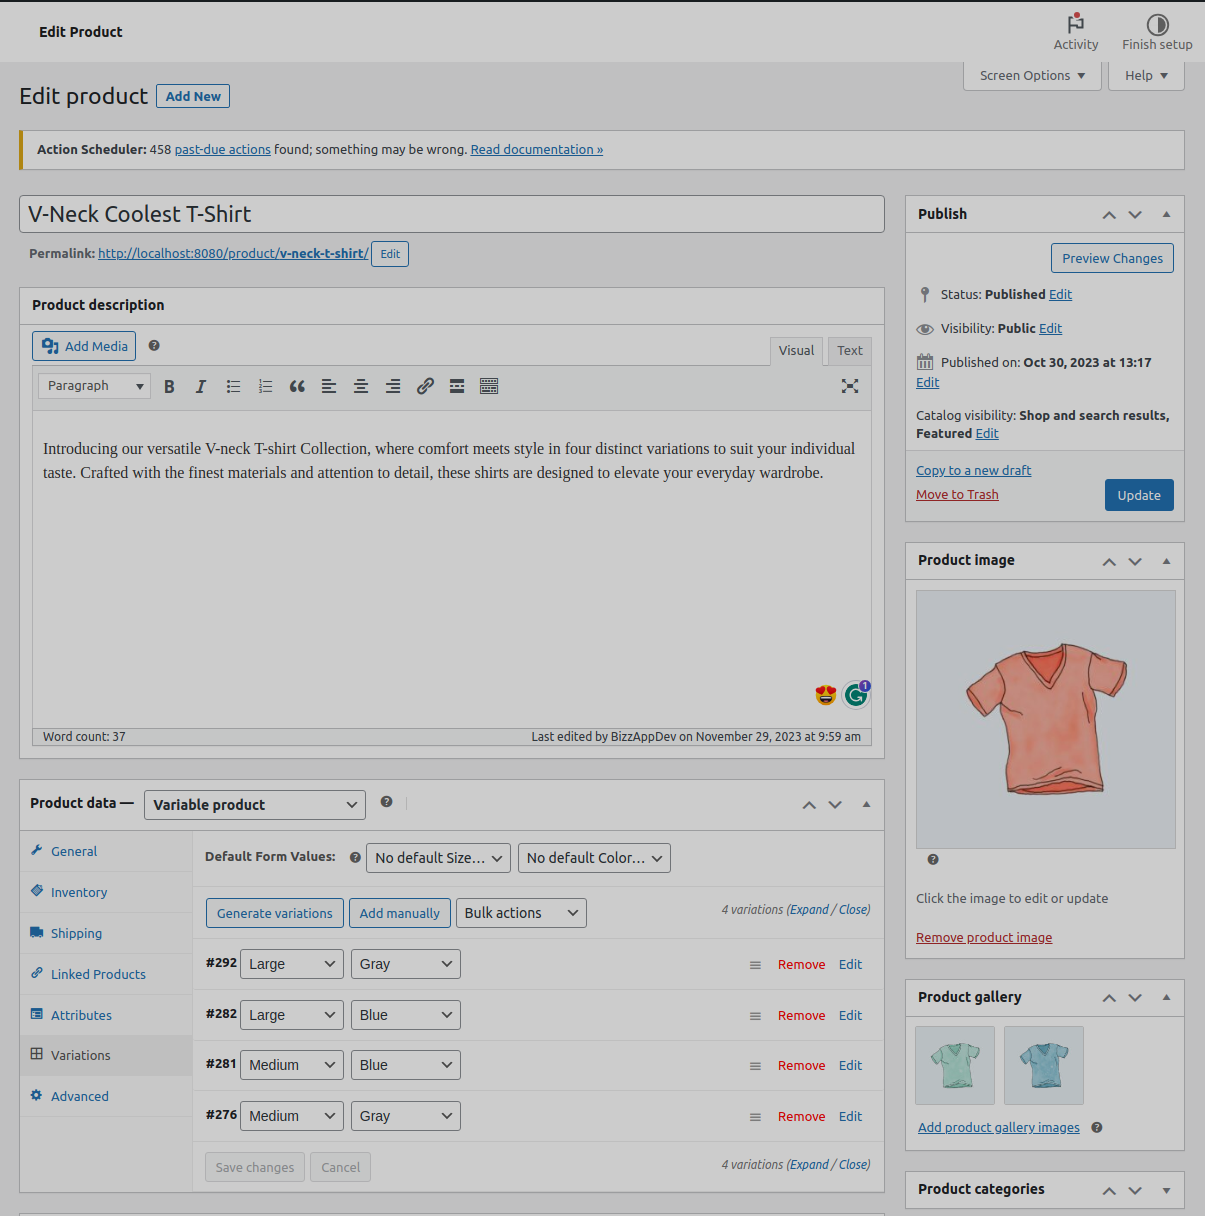 Edit Product
Activity
Finish setup
Screen Options
Help
Edit product
Add New
Action Scheduler: 458 past-due actions found; something may be wrong. Read documentation »
V-Neck Coolest T-Shirt
Permalink: http://localhost:8080/product/v-neck-t-shirt/ Edit
Product description
Add Media
Visual
Text
Paragraph
Introducing our versatile V-neck T-shirt Collection, where comfort meets style in four distinct variations to suit your individual
taste. Crafted with the finest materials and attention to detail, these shirts are designed to elevate your everyday wardrobe.
1
Word count: 37
Last edited by BizzAppDev on November 29, 2023 at 9:59 am
Product data —
Variable product
General
Inventory
Shipping
Linked Products
Attributes
Variations
Advanced
Default Form Values:
No default Size...
No default Color...
Generate variations
Add manually
Bulk actions
4 variations (Expand / Close)
#292 Large Gray Remove Edit
#282 Large Blue Remove Edit
#281 Medium Blue Remove Edit
#276 Medium Gray Remove Edit
Save changes
Cancel
4 variations (Expand / Close)
Publish
Preview Changes
Status: Published Edit
Visibility: Public Edit
Published on: Oct 30, 2023 at 13:17
Edit
Catalog visibility: Shop and search results,
Featured Edit
Copy to a new draft
Move to Trash
Update
Product image
Click the image to edit or update
Remove product image
Product gallery
Add product gallery images
Product categories